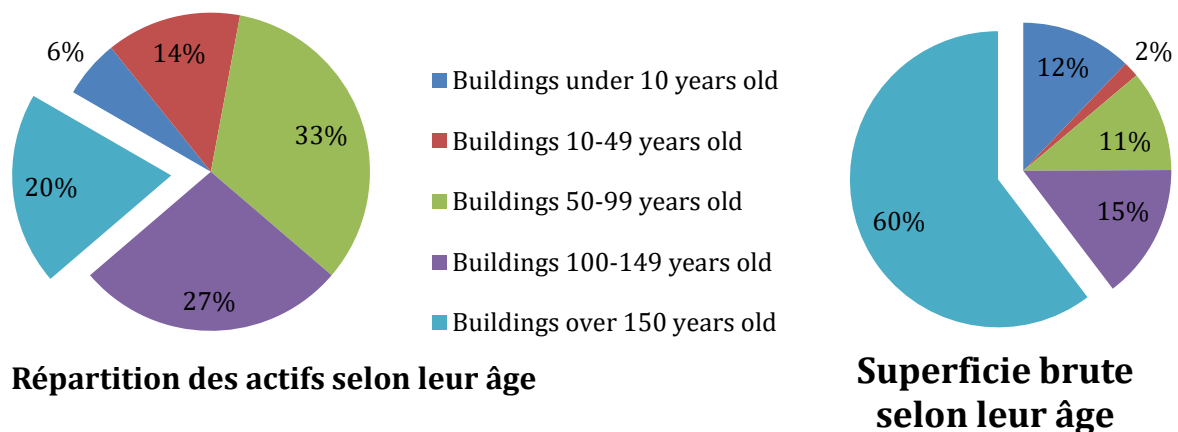 6%
14%
33%
27%
20%
Buildings under 10 years old
Buildings 10-49 years old
Buildings 50-99 years old
Buildings 100-149 years old
Buildings over 150 years old
Répartition des actifs selon leur âge
12%
2%
11%
15%
60%
Superficie brute
selon leur âge